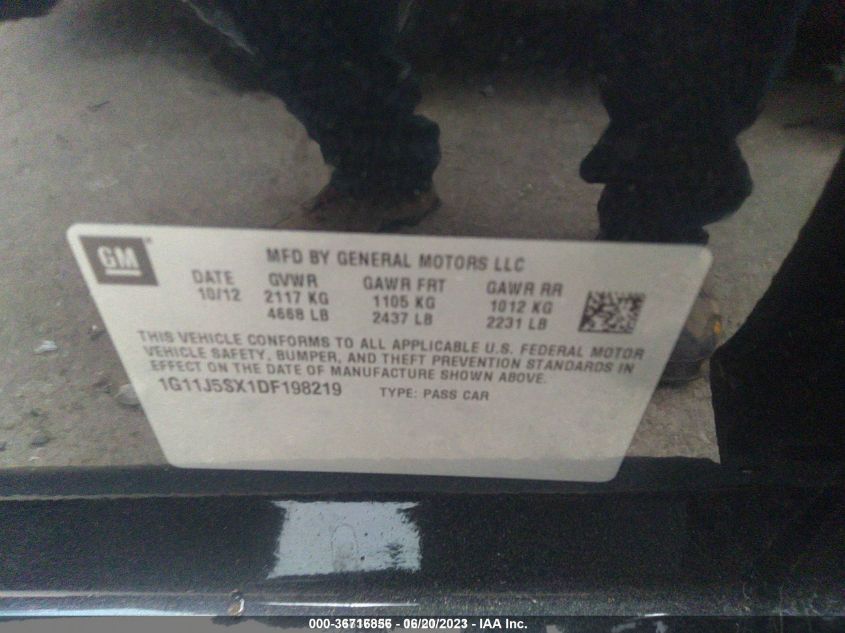 GM
MFD BY GENERAL MOTORS LLC
DATE GVWR GAWR FRT GAWR RR
10/12 2117 KG 1105 KG 1012 KG
4668 LB 2437 LB 2231 LB
THIS VEHICLE CONFORMS TO ALL APPLICABLE U.S. FEDERAL MOTOR
VEHICLE SAFETY, BUMPER, AND THEFT PREVENTION STANDARDS IN
EFFECT ON THE DATE OF MANUFACTURE SHOWN ABOVE.
1G11J5SX1DF198219 TYPE: PASS CAR
000-36716856 - 06/20/2023 - IAA Inc.